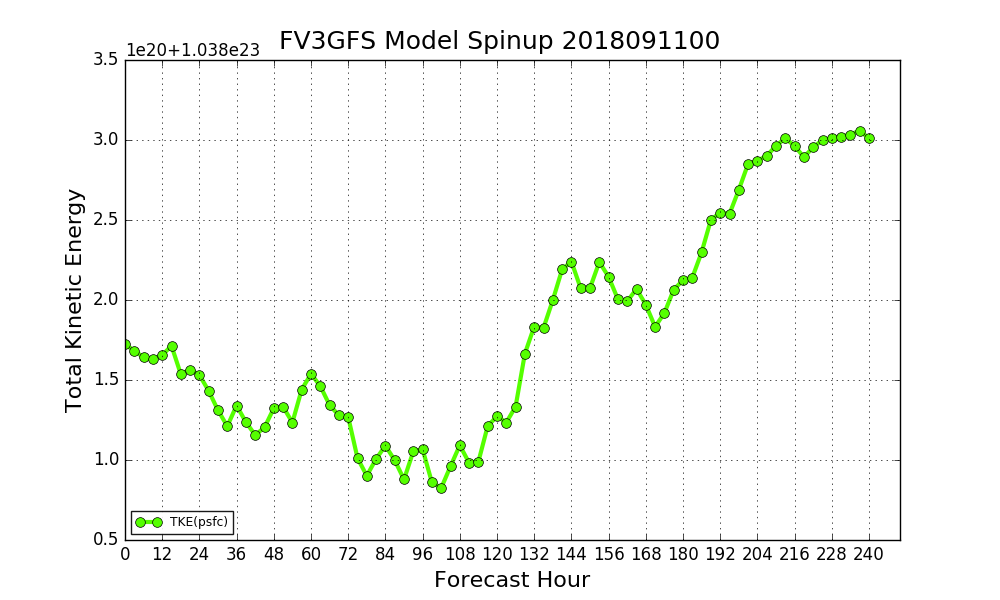 FV3GFS Model Spinup 2018091100
1e20+1.038e23
3.5
3.0
2.5
2.0
1.5
1.0
0.5
Total Kinetic Energy
TKE(psfc)
0 12 24 36 48 60 72 84 96 108 120 132 144 156 168 180 192 204 216 228 240
Forecast Hour